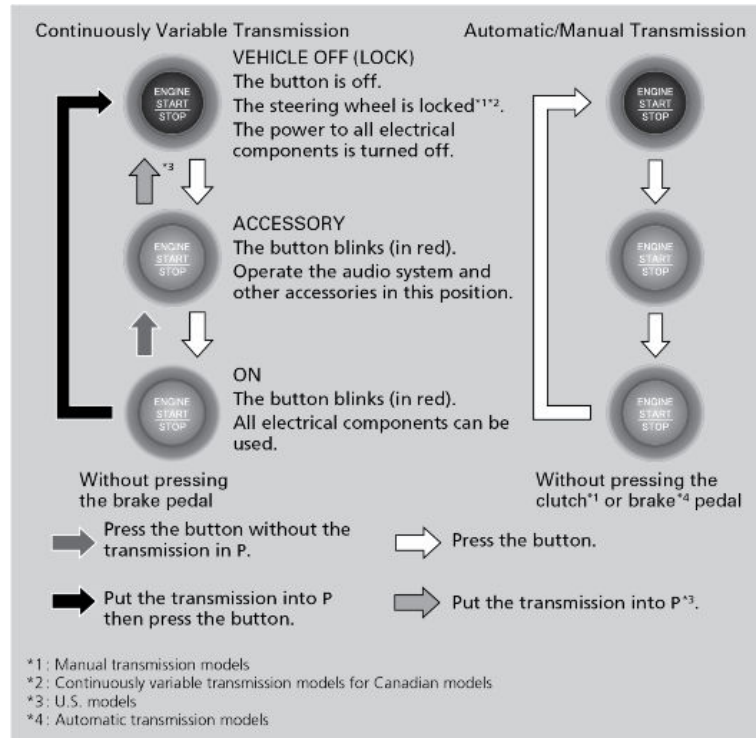 Continuously Variable Transmission
Automatic/Manual Transmission
ENGINE
START
STOP
VEHICLE OFF (LOCK)
The button is off.
The steering wheel is locked*1*2.
The power to all electrical
components is turned off.
ENGINE
START
STOP
*3
ENGINE
START
STOP
ACCESSORY
The button blinks (in red).
Operate the audio system and
other accessories in this position.
ENGINE
START
STOP
ENGINE
START
STOP
ON
The button blinks (in red).
All electrical components can be
used.
ENGINE
START
STOP
Without pressing
the brake pedal
Without pressing the
clutch*1 or brake*4 pedal
Press the button without the
transmission in P.
Press the button.
Put the transmission into P
then press the button.
Put the transmission into P*3.
*1: Manual transmission models
*2: Continuously variable transmission models for Canadian models
*3: U.S. models
*4: Automatic transmission models